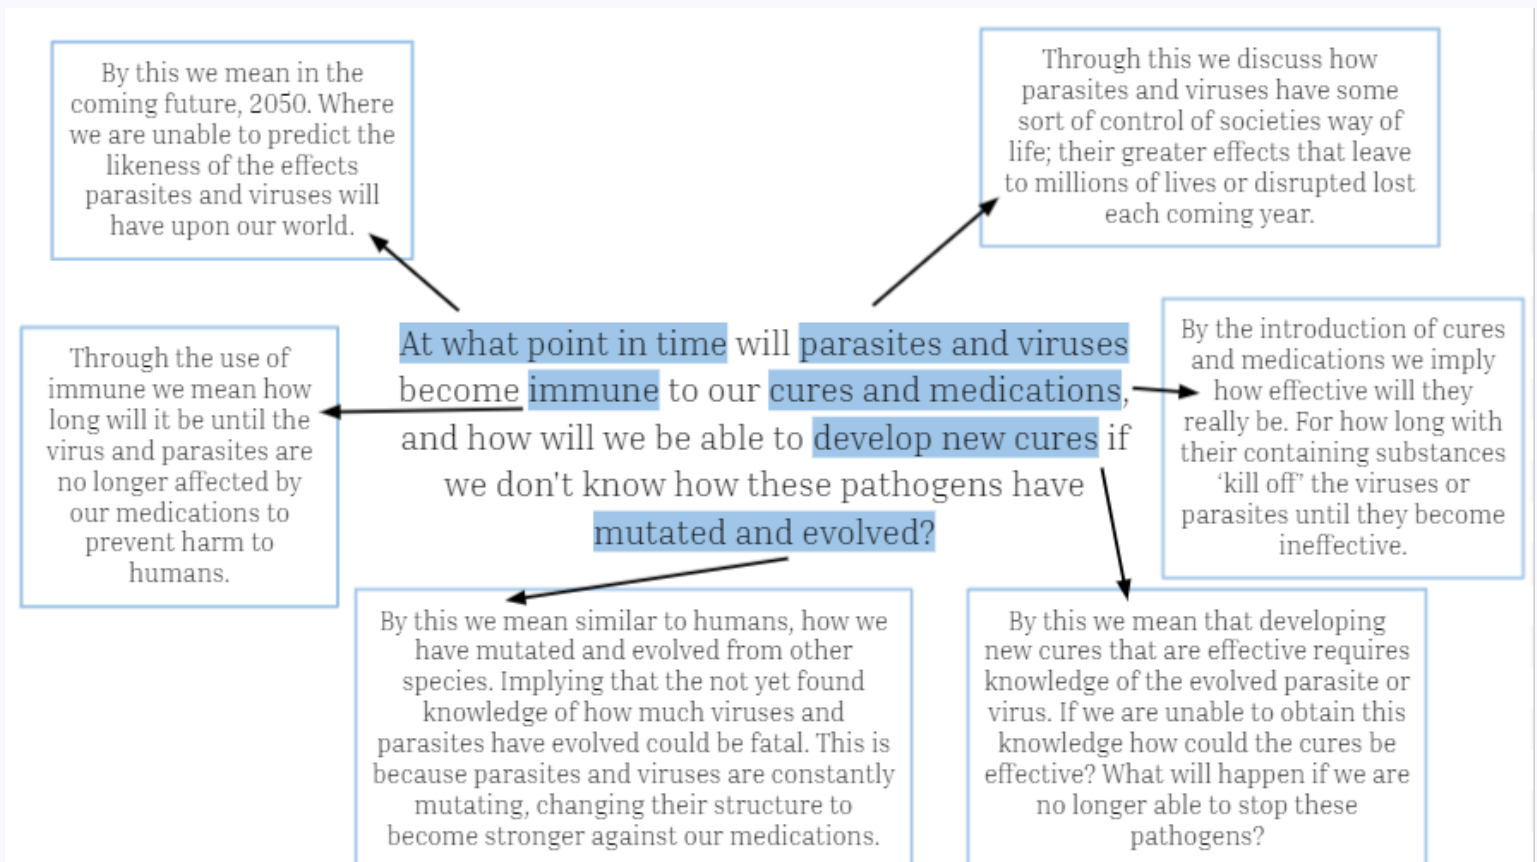 By this we mean in the
coming future, 2050. Where
we are unable to predict the
likeness of the effects
parasites and viruses will
have upon our world.
Through this we discuss how
parasites and viruses have some
sort of control of societies way of
life; their greater effects that leave
to millions of lives or disrupted lost
each coming year.
At what point in time will parasites and viruses
become immune to our cures and medications,
and how will we be able to develop new cures if
we don't know how these pathogens have
mutated and evolved?
Through the use of
immune we mean how
long will it be until the
virus and parasites are
no longer affected by
our medications to
prevent harm to
humans.
By the introduction of cures
and medications we imply
how effective will they
really be. For how long with
their containing substances
‘kill off’ the viruses or
parasites until they become
ineffective.
By this we mean similar to humans, how we
have mutated and evolved from other
species. Implying that the not yet found
knowledge of how much viruses and
parasites have evolved could be fatal. This is
because parasites and viruses are constantly
mutating, changing their structure to
become stronger against our medications.
By this we mean that developing
new cures that are effective requires
knowledge of the evolved parasite or
virus. If we are unable to obtain this
knowledge how could the cures be
effective? What will happen if we are
no longer able to stop these
pathogens?